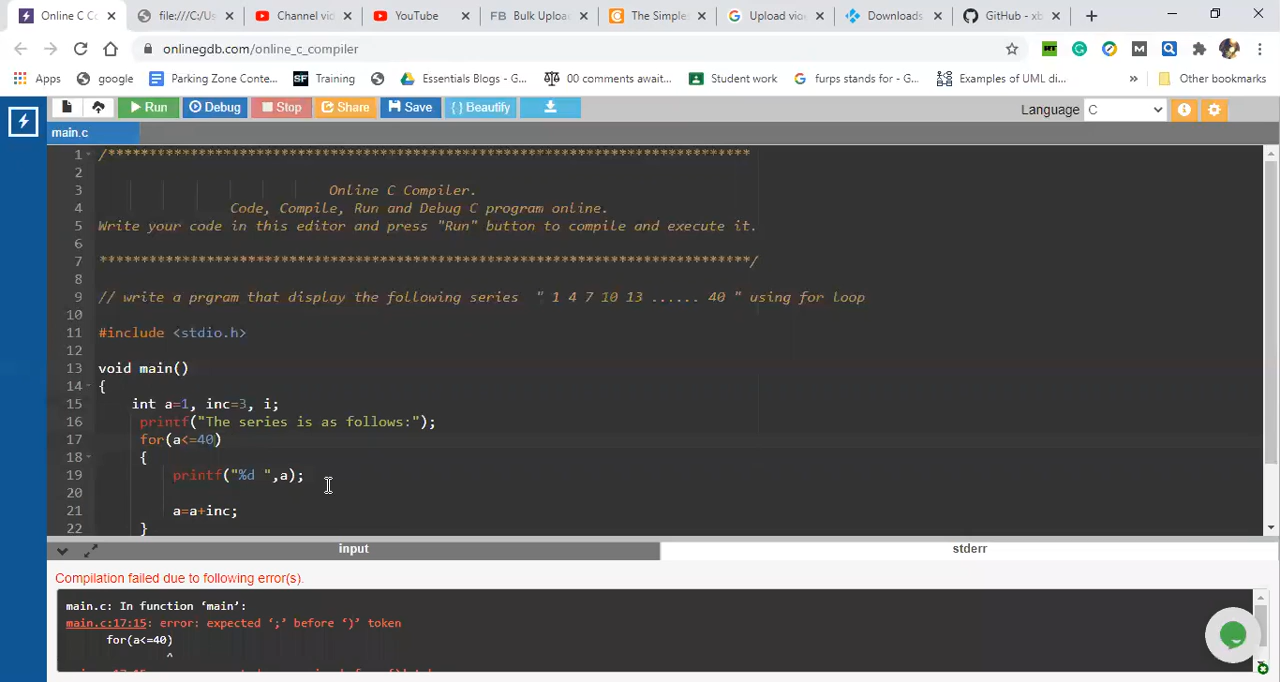 Online C Co
file:///C:/Us
Channel vid
YouTube
FB Bulk Uploa
The Simples
Upload vide
Downloads
GitHub - xb
onlinegdb.com/online_c_compiler
Apps google Parking Zone Conte... SF Training Essentials Blogs - G... 00 comments await... student work furps stands for - G... Examples of UML di... » Other bookmarks
Run Debug Stop Share Save { } Beautify Language C
main.c
1 /******************************************************************************
2
3 Online C Compiler.
4 Code, Compile, Run and Debug C program online.
5 Write your code in this editor and press "Run" button to compile and execute it.
6
7 *******************************************************************************/
8
9 // write a prgram that display the following series " 1 4 7 10 13 ...... 40 " using for loop
10
11 #include <stdio.h>
12
13 void main()
14 {
15 int a=1, inc=3, i;
16 printf("The series is as follows:");
17 for(a<=40)
18 {
19 printf("%d ",a);
20
21 a=a+inc;
22 }
input stderr
Compilation failed due to following error(s).
main.c: In function ‘main’:
main.c:17:15: error: expected ‘;’ before ‘)’ token
for(a<=40)
^